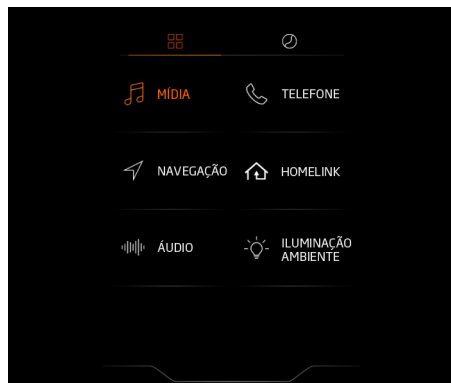 MÍDIA
TELEFONE
NAVEGAÇÃO
HOMELINK
ÁUDIO
ILUMINAÇÃO
AMBIENTE